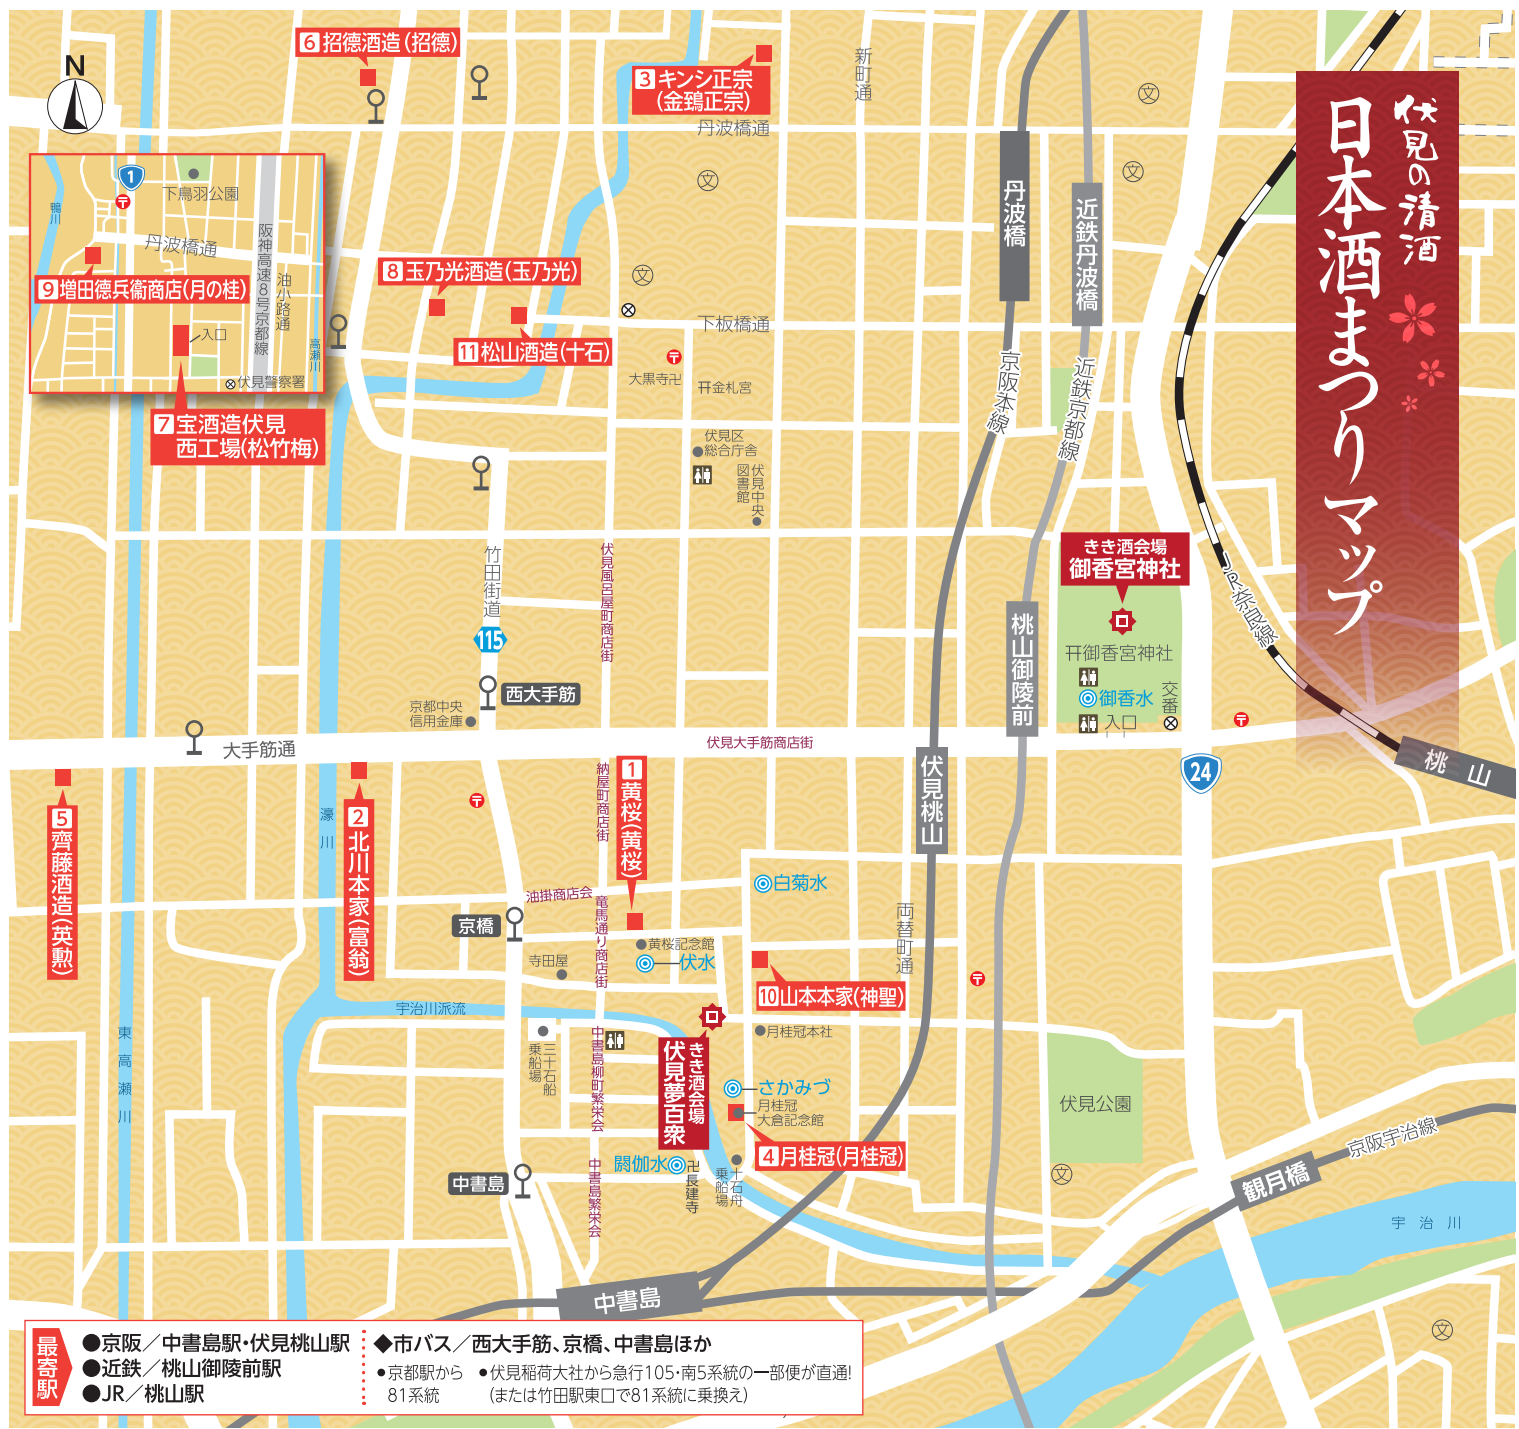 伏見の清酒
日本酒まつりマップ
N
6 招徳酒造(招徳)
3 キンシ正宗
(金鵄正宗)
新町通
丹波橋通
文
文
文
1
下鳥羽公園
鴨川
丹波橋通
阪神高速8号京都線
油小路通
9 増田德兵衞商店(月の桂)
入口
高瀬川
伏見警察署
7 宝酒造伏見
西工場(松竹梅)
8 玉乃光酒造(玉乃光)
文
11 松山酒造(十石)
下板橋通
大黒寺卍
金札宮
丹波橋
近鉄丹波橋
京阪本線
近鉄京都線
伏見区
総合庁舎
伏見中央
図書館
竹田街道
115
伏見風呂屋町商店街
きき酒会場
御香宮神社
御香宮神社
御香水
入口
交番
JR奈良線
桃山御陵前
西大手筋
京都中央
信用金庫
大手筋通
伏見大手筋商店街
伏見桃山
24
桃山
5 齊藤酒造(英勲)
2 北川本家(富翁)
濠川
納屋町商店街
1 黄桜(黄桜)
白菊水
油掛商店会
京橋
竜馬通り商店街
黄桜記念館
伏水
寺田屋
両替町通
10 山本本家(神聖)
宇治川派流
月桂冠本社
三十石船
乗船場
中書島柳町繁栄会
きき酒会場
伏見夢百衆
さかみづ
月桂冠
大倉記念館
4 月桂冠(月桂冠)
伏見公園
東高瀬川
京阪宇治線
中書島
閼伽水
卍長建寺
十石舟
乗船場
文
観月橋
中書島繁栄会
宇治川
中書島
文
最寄駅
●京阪/中書島駅・伏見桃山駅
●近鉄/桃山御陵前駅
●JR/桃山駅
◆市バス/西大手筋、京橋、中書島ほか
●京都駅から
81系統
●伏見稲荷大社から急行105・南5系統の一部便が直通!
(または竹田駅東口で81系統に乗換え)